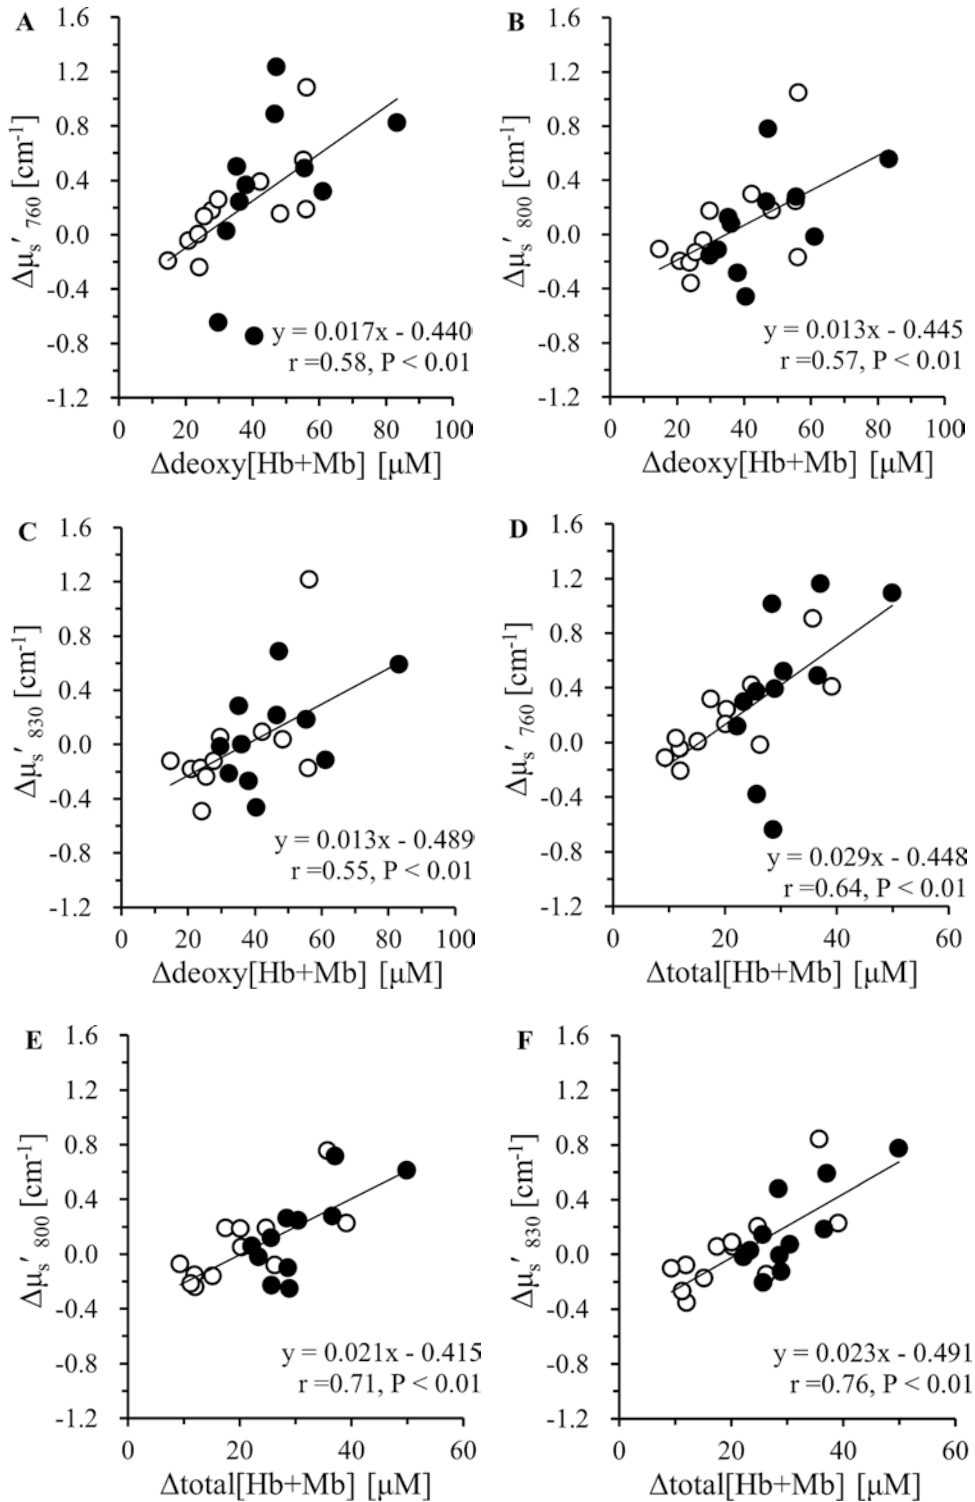 A
1.6
1.2
0.8
0.4
0.0
-0.4
-0.8
-1.2
Δμs′ 760 [cm-1]
y = 0.017x - 0.440
r =0.58, P < 0.01
0 20 40 60 80 100
Δdeoxy[Hb+Mb] [μM]
B
1.6
1.2
0.8
0.4
0.0
-0.4
-0.8
-1.2
Δμs′ 800 [cm-1]
y = 0.013x - 0.445
r =0.57, P < 0.01
0 20 40 60 80 100
Δdeoxy[Hb+Mb] [μM]
C
1.6
1.2
0.8
0.4
0.0
-0.4
-0.8
-1.2
Δμs′ 830 [cm-1]
y = 0.013x - 0.489
r =0.55, P < 0.01
0 20 40 60 80 100
Δdeoxy[Hb+Mb] [μM]
D
1.6
1.2
0.8
0.4
0.0
-0.4
-0.8
-1.2
Δμs′ 760 [cm-1]
y = 0.029x - 0.448
r =0.64, P < 0.01
0 20 40 60
Δtotal[Hb+Mb] [μM]
E
1.6
1.2
0.8
0.4
0.0
-0.4
-0.8
-1.2
Δμs′ 800 [cm-1]
y = 0.021x - 0.415
r =0.71, P < 0.01
0 20 40 60
Δtotal[Hb+Mb] [μM]
F
1.6
1.2
0.8
0.4
0.0
-0.4
-0.8
-1.2
Δμs′ 830 [cm-1]
y = 0.023x - 0.491
r =0.76, P < 0.01
0 20 40 60
Δtotal[Hb+Mb] [μM]